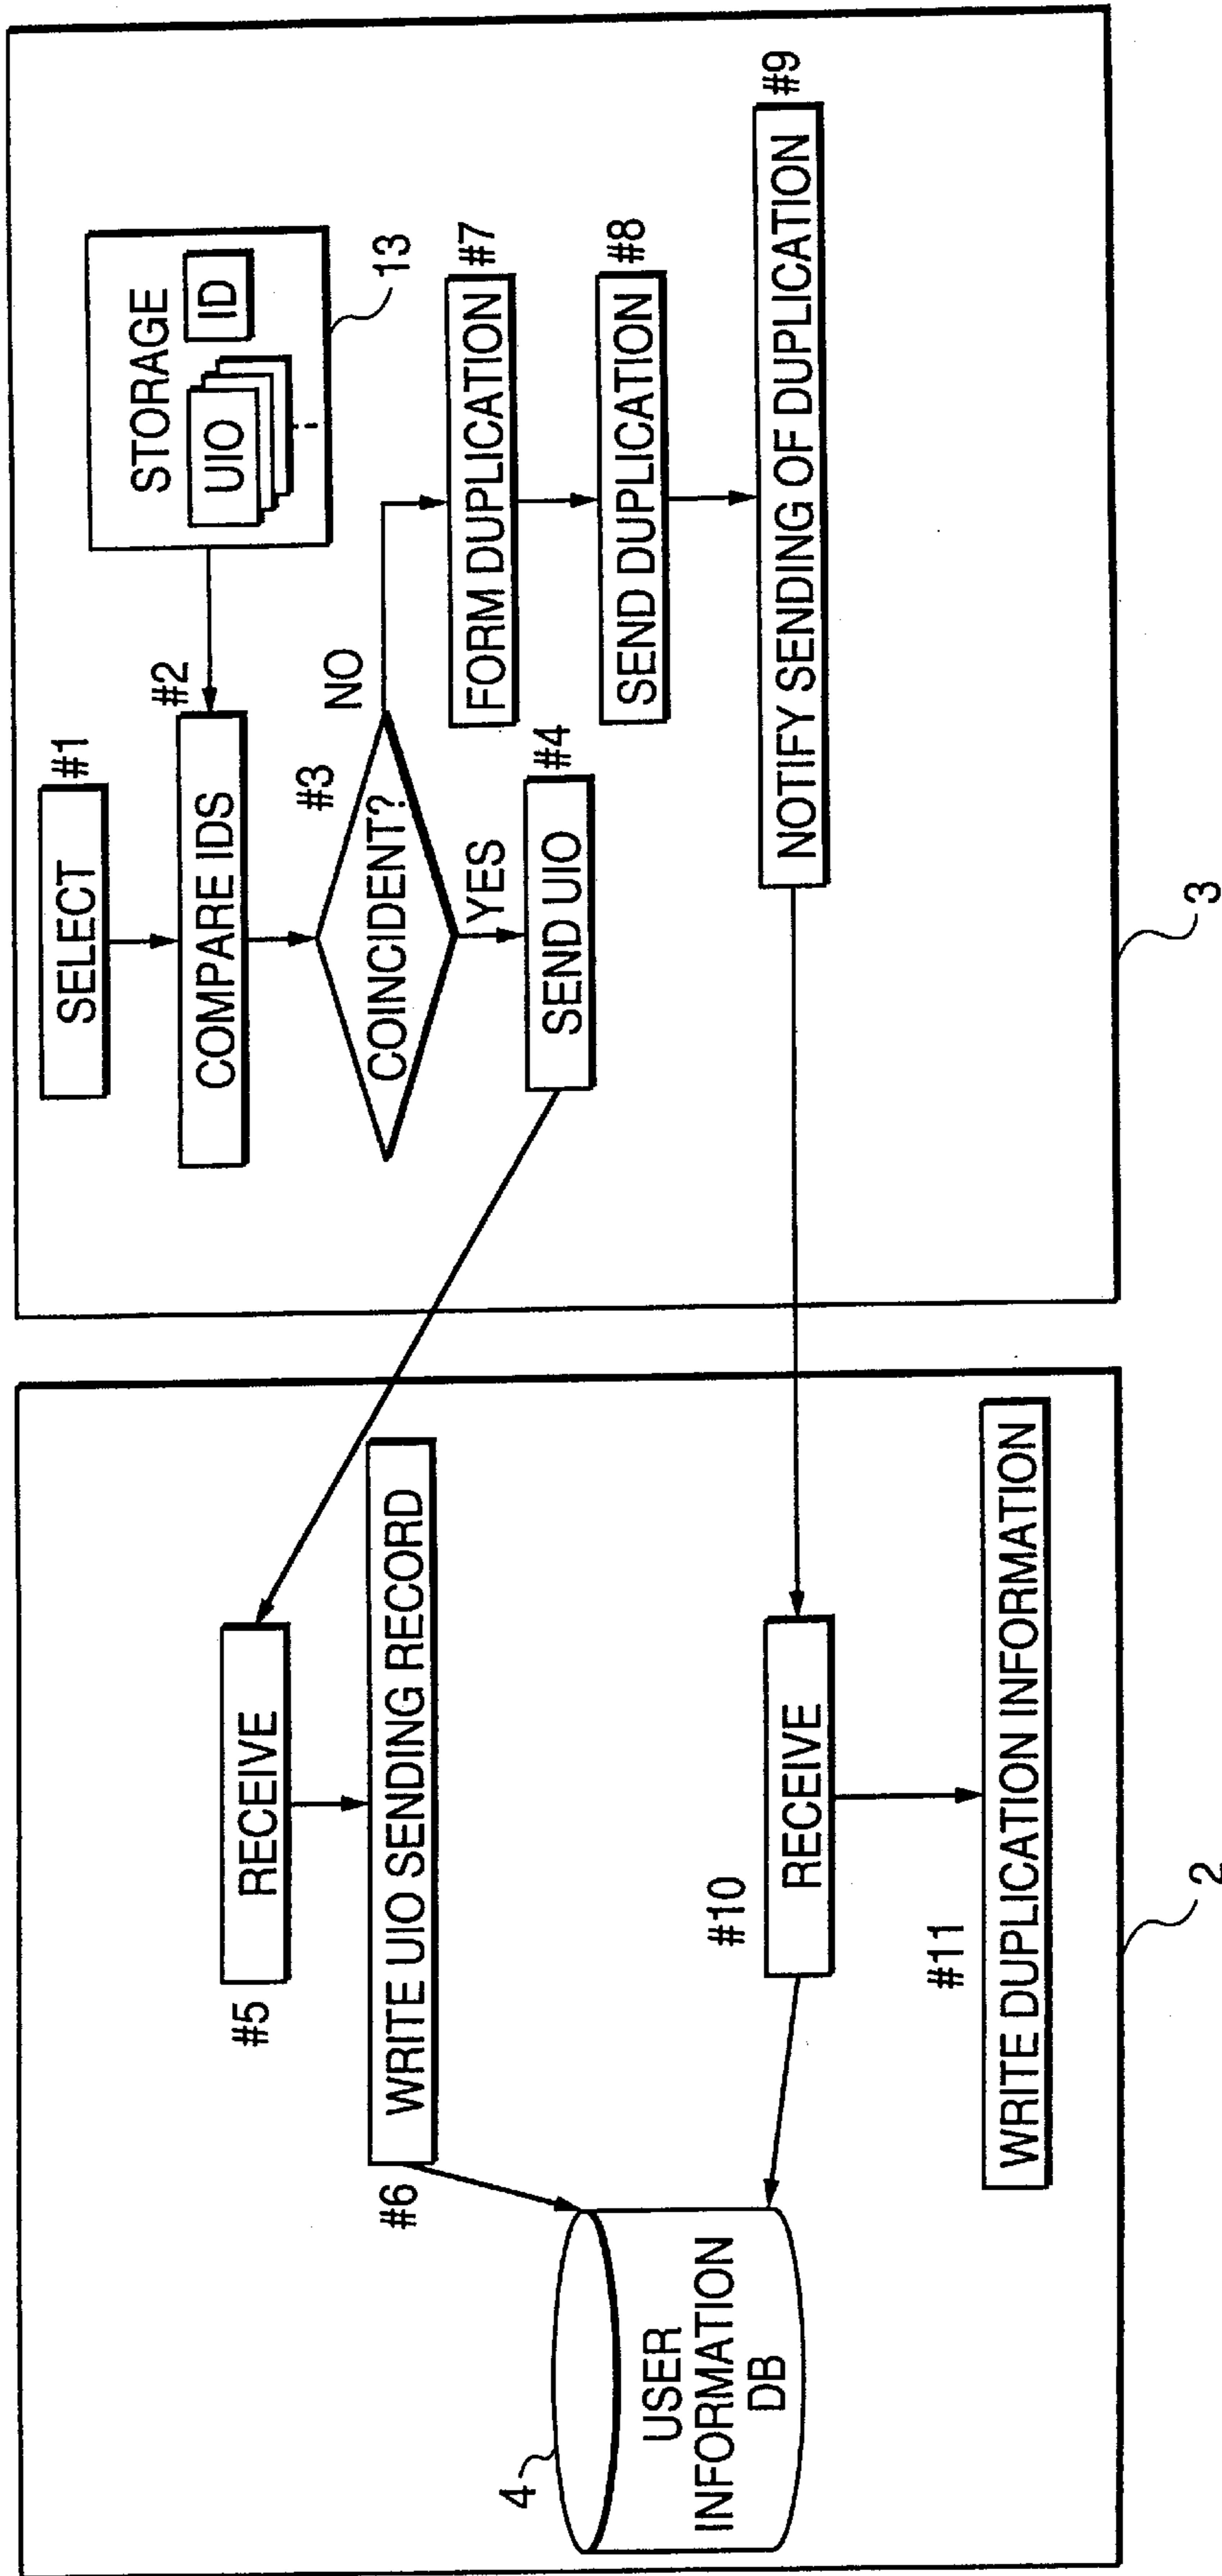 #5
RECEIVE
#6
WRITE UIO SENDING RECORD
4
USER
INFORMATION
DB
#10
RECEIVE
#11
WRITE DUPLICATION INFORMATION
2
SELECT
#1
COMPARE IDS
#2
STORAGE
UIO
ID
13
#3
COINCIDENT?
NO
YES
SEND UIO
#4
FORM DUPLICATION
#7
SEND DUPLICATION
#8
NOTIFY SENDING OF DUPLICATION
#9
3